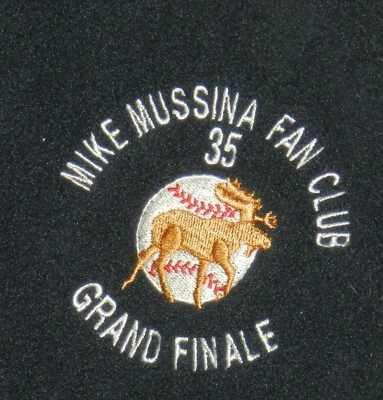 MIKE MUSSINA FAN CLUB
35
GRAND FINALE